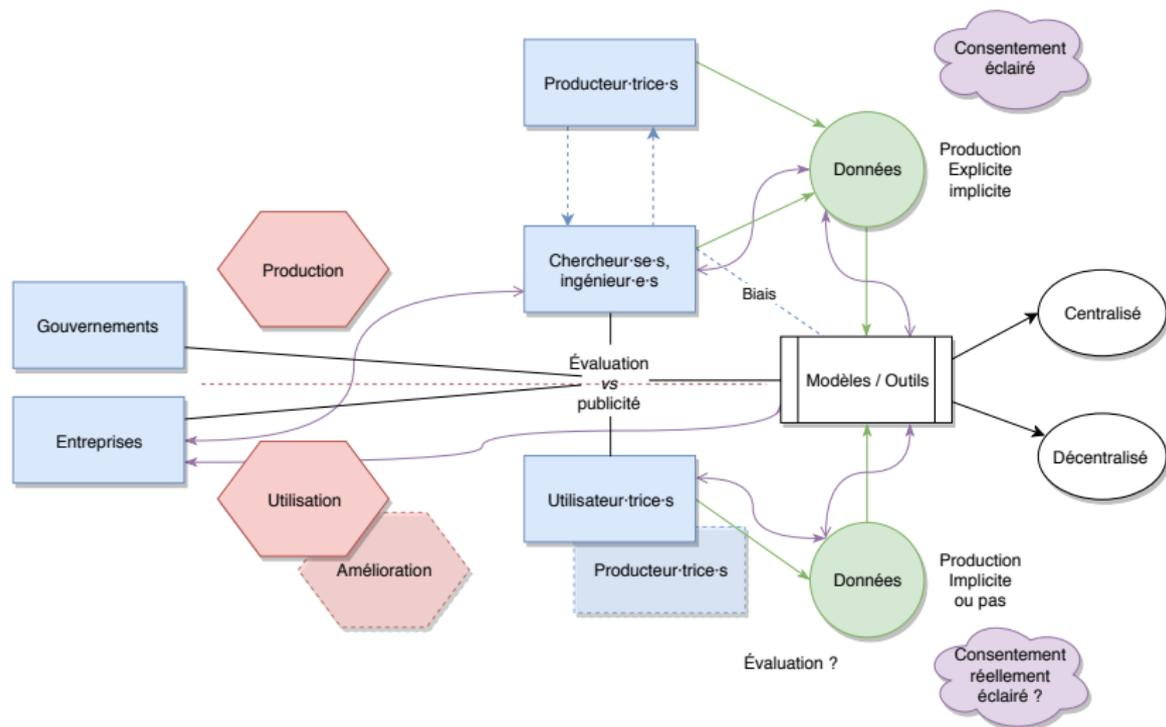 Consentement
éclairé
Producteur·trice·s
Données
Production
Explicite
implicite
Production
Chercheur·se·s,
ingénieur·e·s
Biais
Gouvernements
Centralisé
Évaluation
vs
publicité
Modèles / Outils
Entreprises
Décentralisé
Utilisation
Utilisateur·trice·s
Amélioration
Producteur·trice·s
Données
Production
Implicite
ou pas
Évaluation ?
Consentement
réellement
éclairé ?